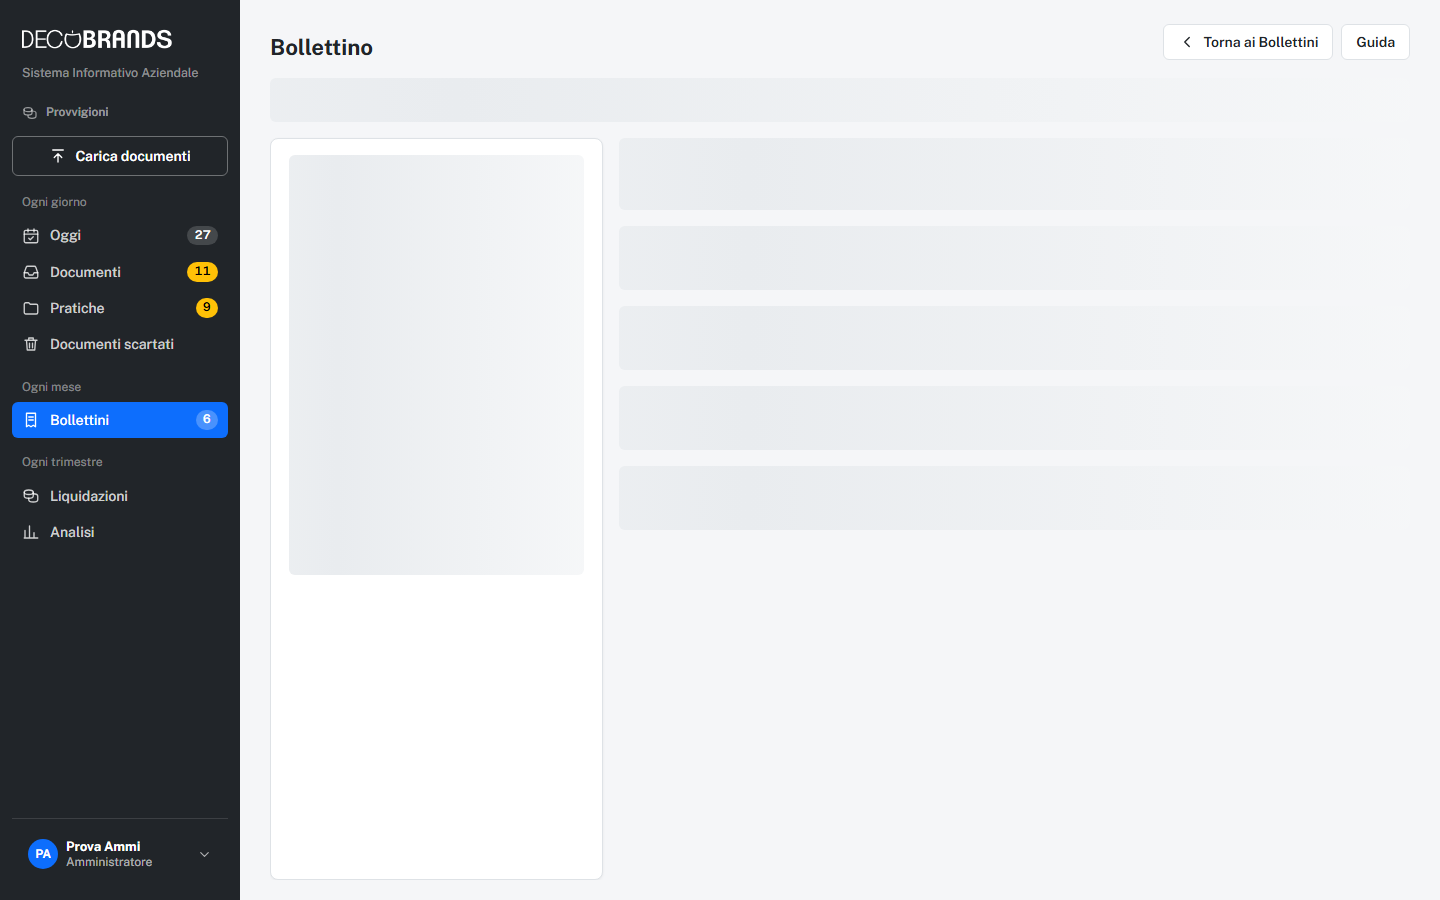 DECOBRANDS
Sistema Informativo Aziendale
Provvigioni
Carica documenti
Ogni giorno
Oggi 27
Documenti 11
Pratiche 9
Documenti scartati
Ogni mese
Bollettini 6
Ogni trimestre
Liquidazioni
Analisi
PA Prova Ammi
Amministratore
Bollettino
Torna ai Bollettini
Guida